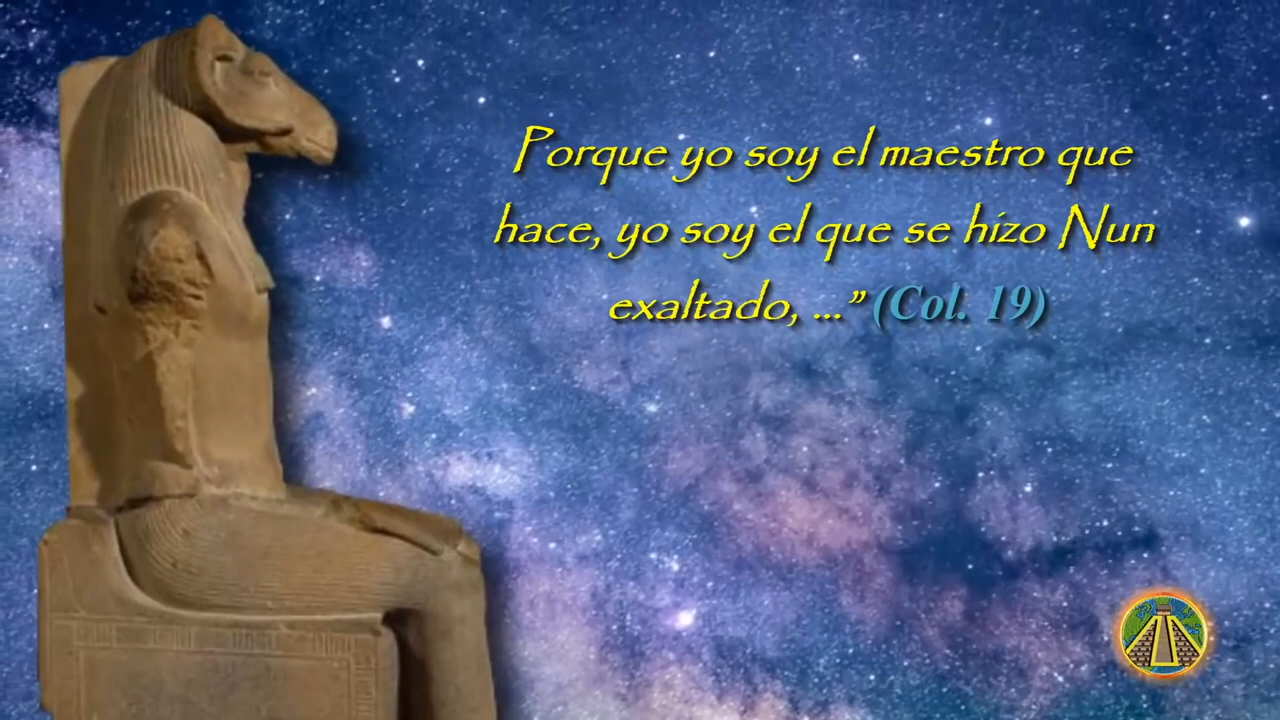 Porque yo soy el maestro que
hace, yo soy el que se hizo Nun
exaltado, ...” (Col. 19)